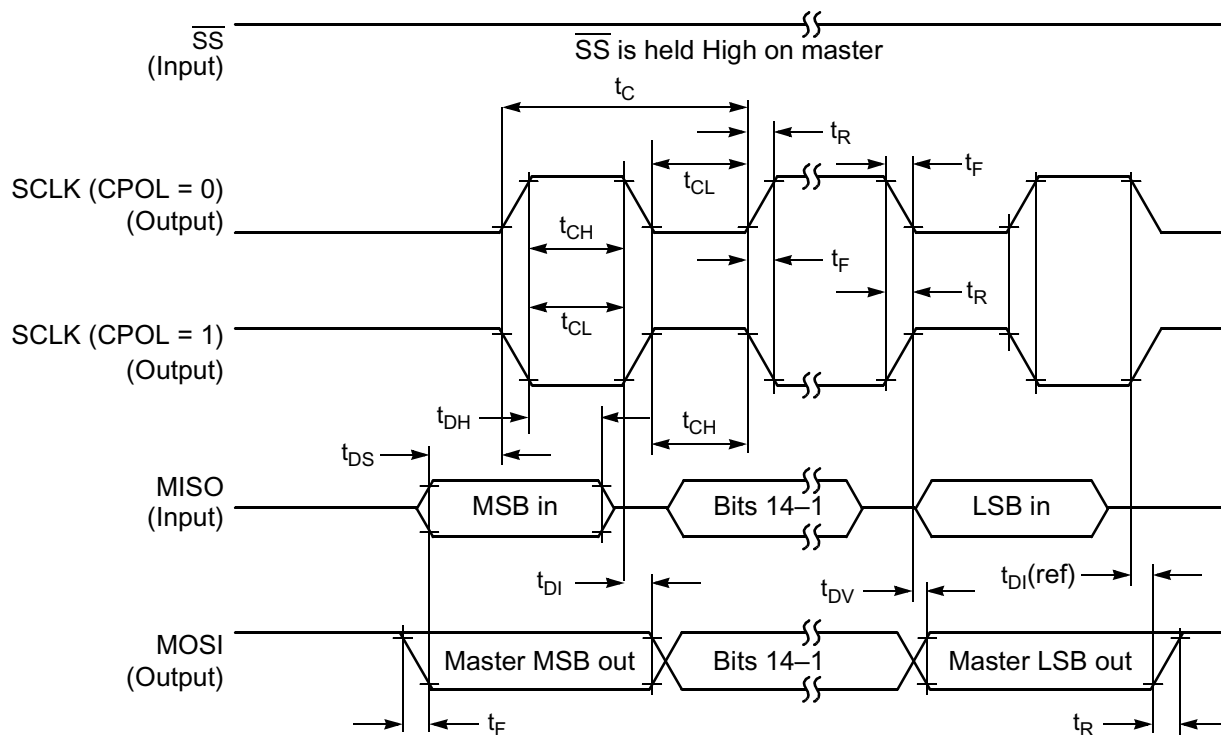 SS
(Input)
SS is held High on master
tC
tR
tF
SCLK (CPOL = 0)
(Output)
tCL
tCH
tF
tR
SCLK (CPOL = 1)
(Output)
tCL
tDH
tCH
tDS
MISO
(Input)
MSB in
Bits 14–1
LSB in
tDI
tDV
tDI(ref)
MOSI
(Output)
Master MSB out
Bits 14–1
Master LSB out
tF
tR